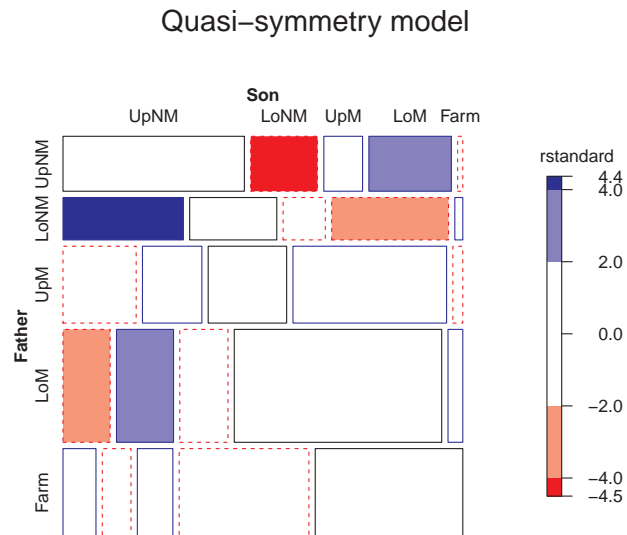 Quasi−symmetry model
Son
UpNM LoNM UpM LoM Farm
Father
UpNM
LoNM
UpM
LoM
Farm
rstandard
4.4
4.0
2.0
0.0
−2.0
−4.0
−4.5